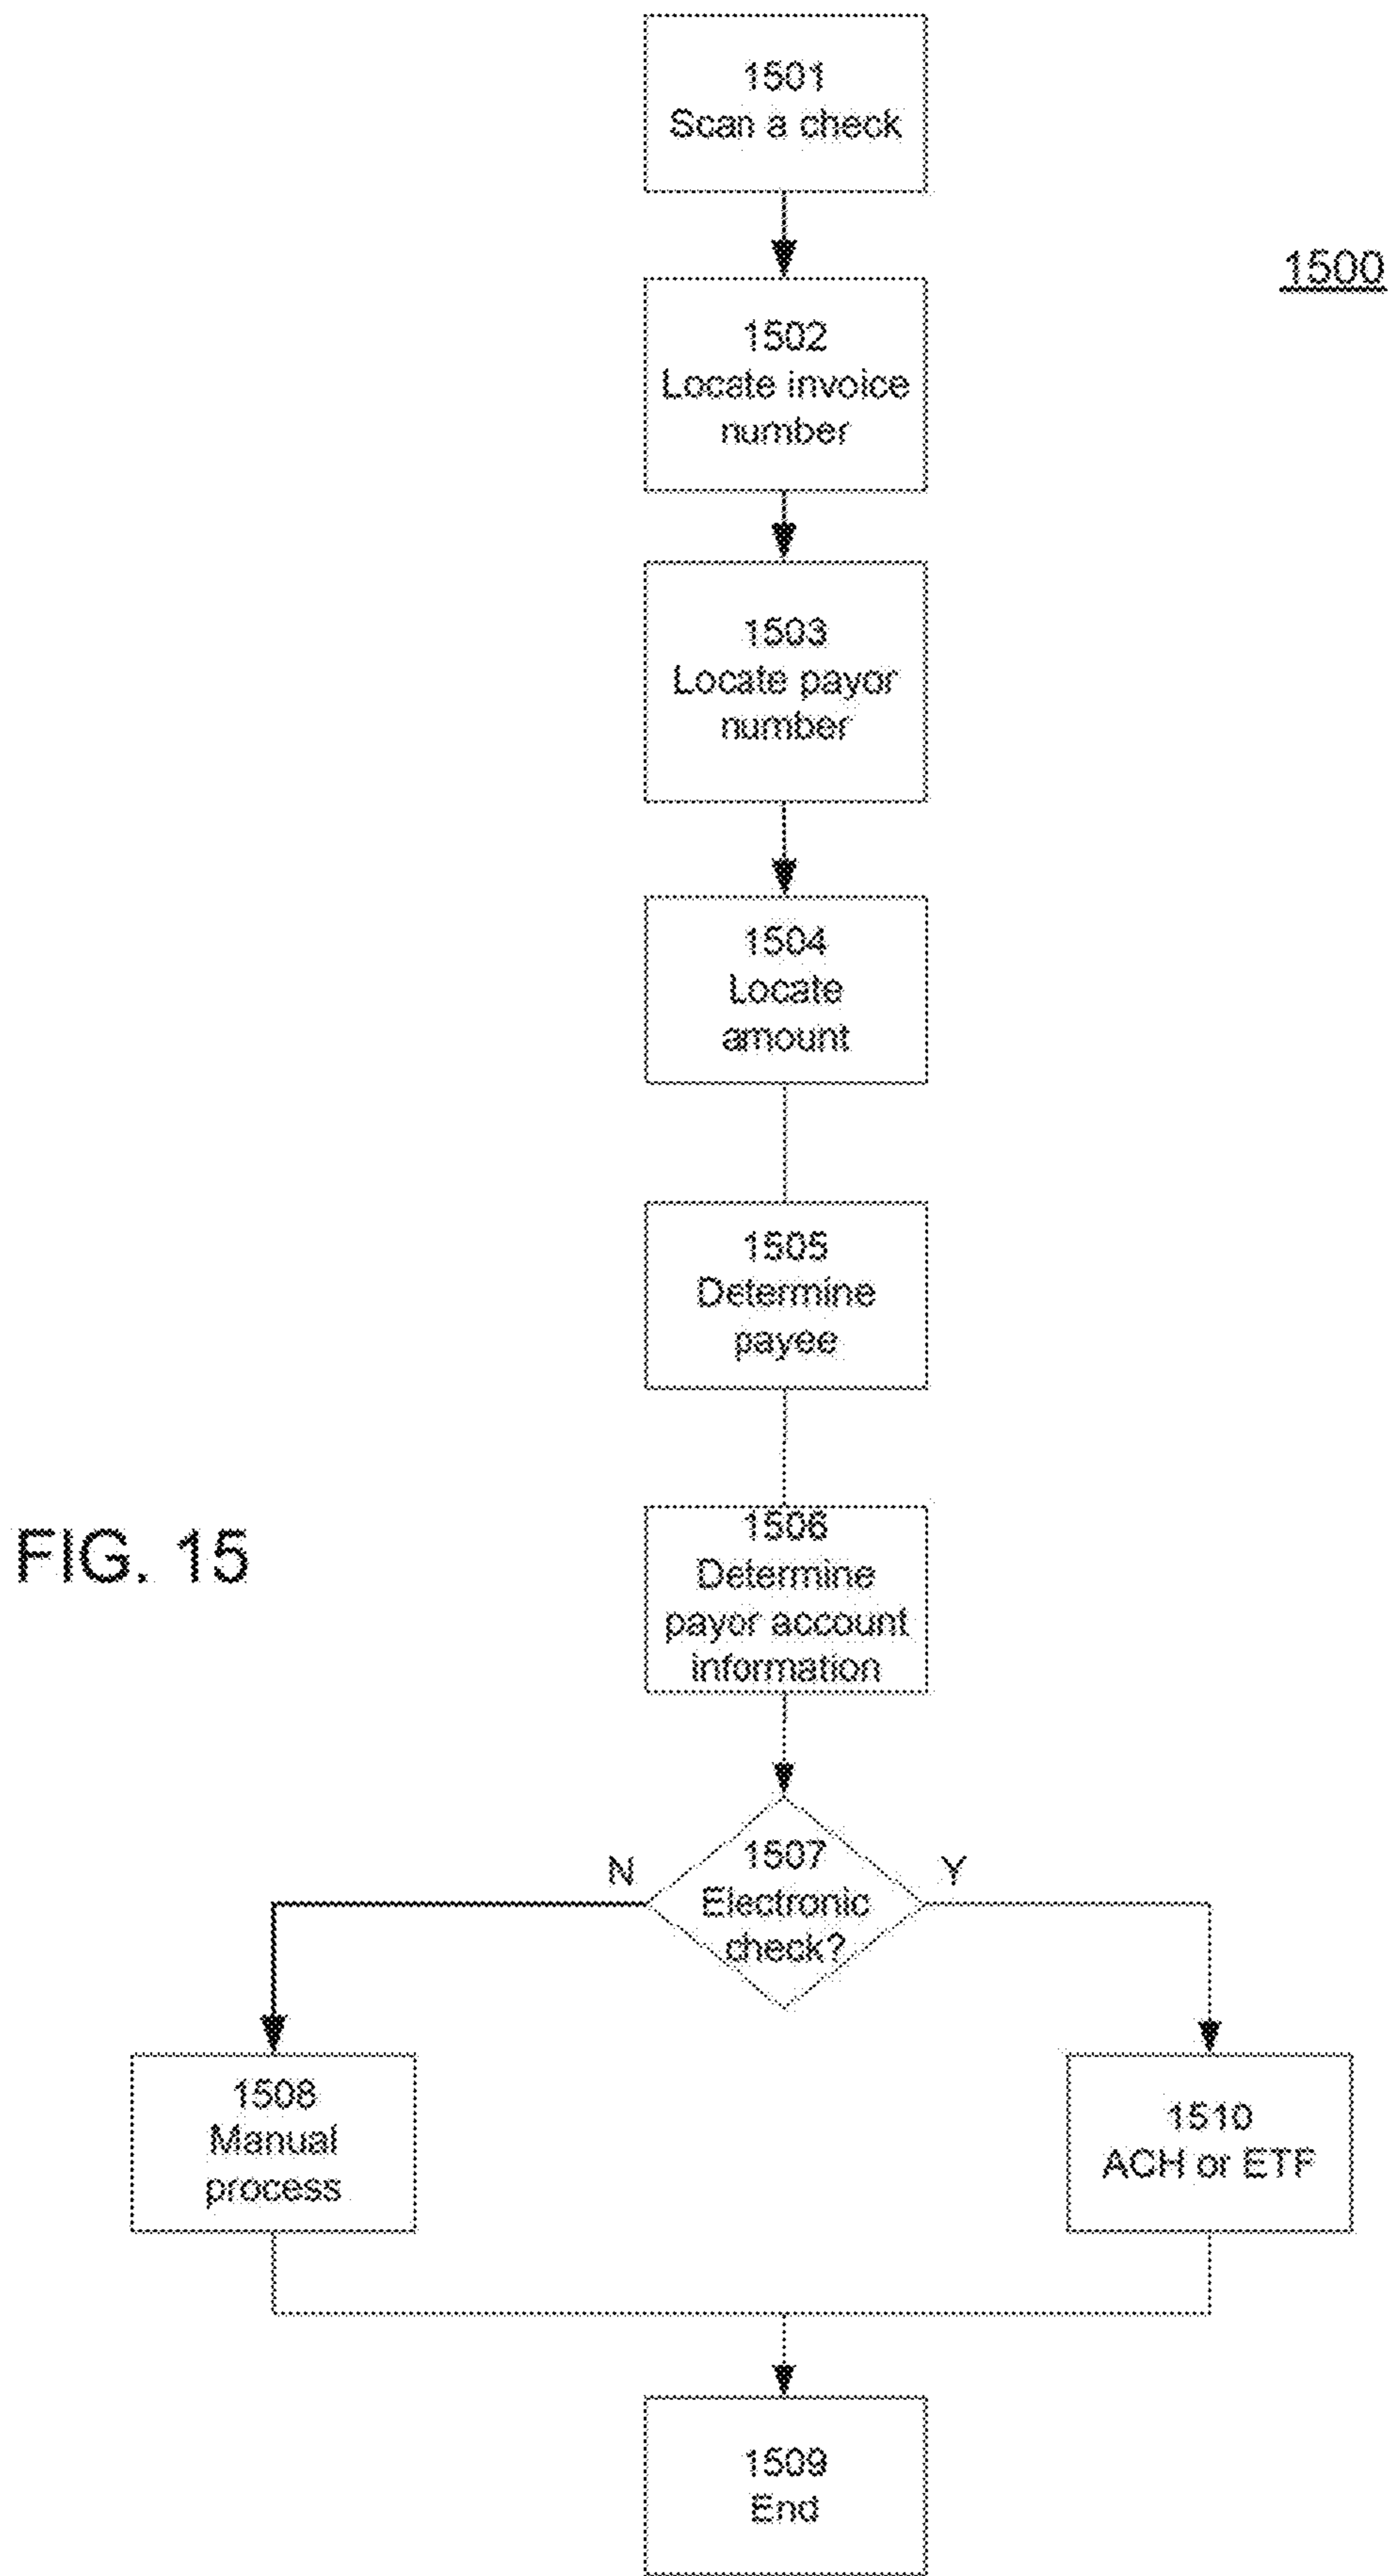 1501
Scan a check
1500
1502
Locate invoice
number
1503
Locate payor
number
1504
Locate
amount
1505
Determine
payee
FIG. 15
1506
Determine
payor account
information
N
1507
Electronic
check?
Y
1508
Manual
process
1510
ACH or ETF
1509
End